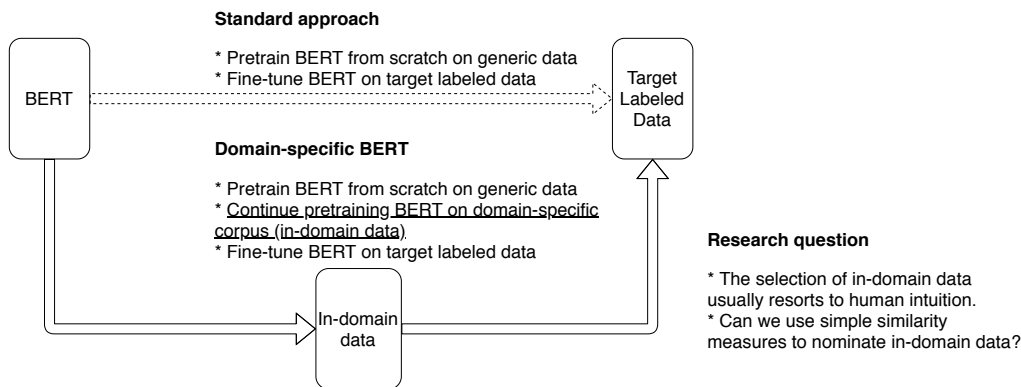 Standard approach
* Pretrain BERT from scratch on generic data
* Fine-tune BERT on target labeled data
BERT
Target
Labeled
Data
Domain-specific BERT
* Pretrain BERT from scratch on generic data
* Continue pretraining BERT on domain-specific
corpus (in-domain data)
* Fine-tune BERT on target labeled data
In-domain
data
Research question
* The selection of in-domain data
usually resorts to human intuition.
* Can we use simple similarity
measures to nominate in-domain data?